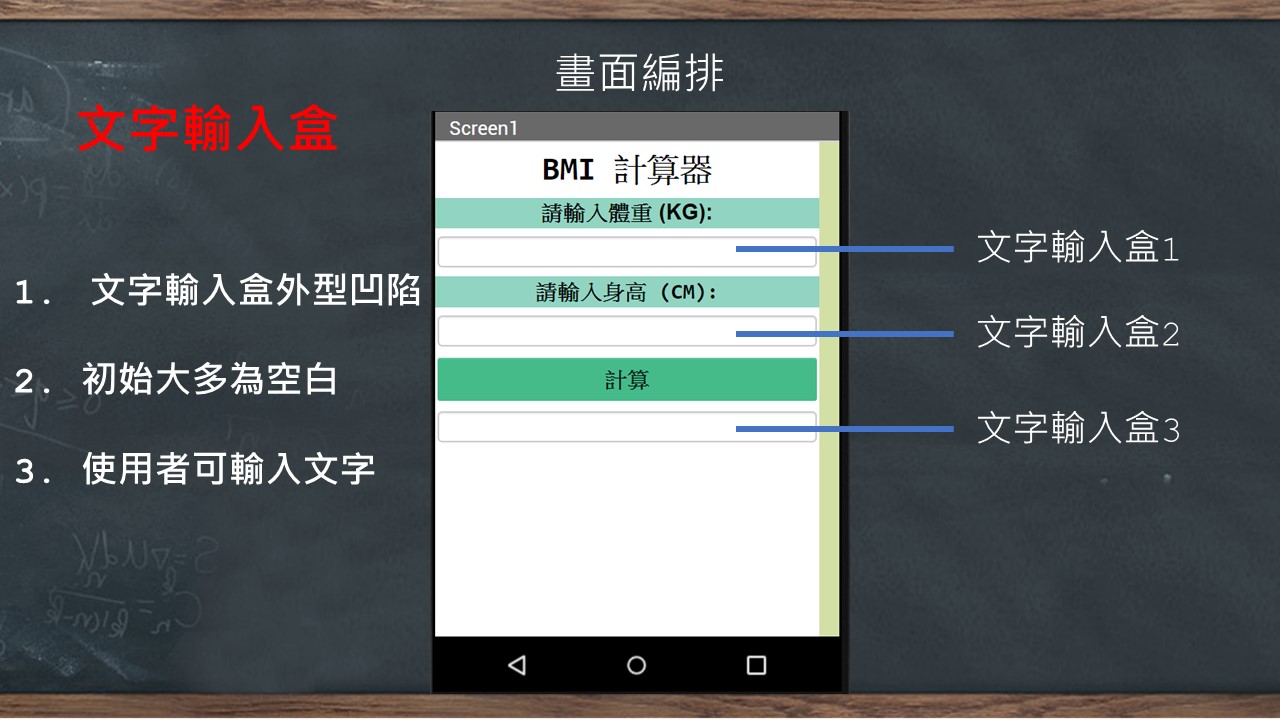 畫面編排
文字輸入盒
1. 文字輸入盒外型凹陷
2. 初始大多為空白
3. 使用者可輸入文字
Screen1
BMI 計算器
請輸入體重 (KG):
請輸入身高 (CM):
計算
文字輸入盒1
文字輸入盒2
文字輸入盒3